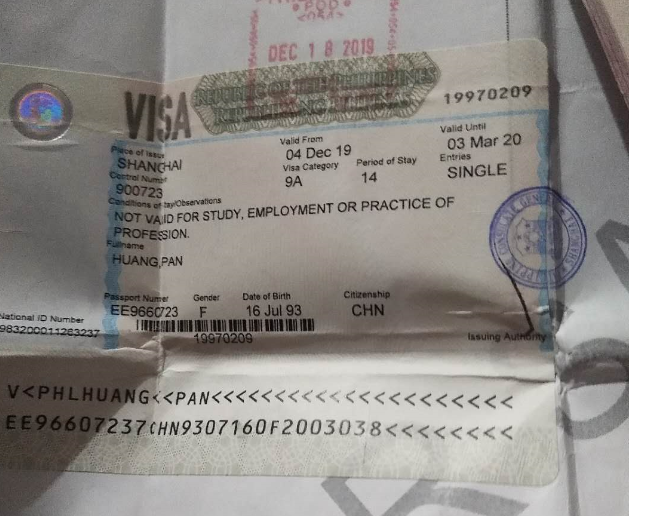 POD
DEC 18 2019
VISA
REPUBLIC OF THE PHILIPPINES
19970209
Place of Issue
SHANGHAI
Valid From
04 Dec 19
Valid Until
03 Mar 20
Control Number
900723
Visa Category
9A
Period of Stay
14
Entries
SINGLE
Conditions of Stay/Observations
NOT VALID FOR STUDY, EMPLOYMENT OR PRACTICE OF
PROFESSION.
Fullname
HUANG,PAN
Passport Number
EE9660723
Gender
F
Date of Birth
16 Jul 93
Citizenship
CHN
National ID Number
983200011263237
19970209
Issuing Authority
V<PHLHUANG<<PAN<<<<<<<<<<<<<<<<<<<<<<<
EE96607237CHN9307160F2003038<<<<<<<<